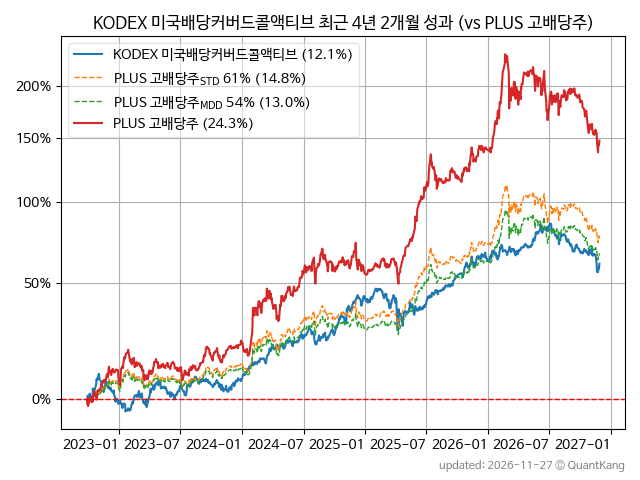 KODEX 미국배당커버드콜액티브 최근 4년 2개월 성과 (vs PLUS 고배당주)
KODEX 미국배당커버드콜액티브 (12.1%)
PLUS 고배당주STD 61% (14.8%)
PLUS 고배당주MDD 54% (13.0%)
PLUS 고배당주 (24.3%)
200%
150%
100%
50%
0%
2023-01 2023-07 2024-01 2024-07 2025-01 2025-07 2026-01 2026-07 2027-01
updated: 2026-11-27 © QuantKang